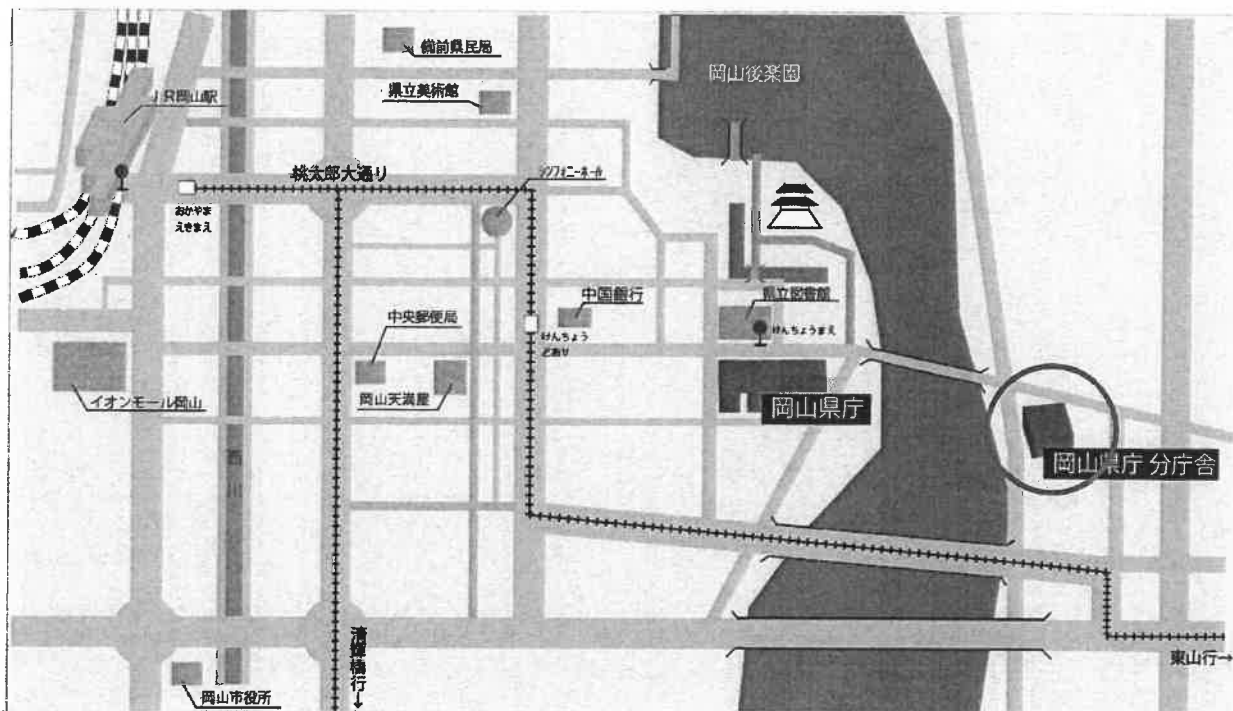 備前県民局
岡山後楽園
JR岡山駅
県立美術館
桃太郎大通り
シンフォニーホール
おかやま
えきまえ
中国銀行
県立図書館
中央郵便局
けんちょう
どおり
けんちょうまえ
イオンモール岡山
岡山天満屋
岡山県庁
西川
岡山県庁 分庁舎
清輝橋行→
東山行→
岡山市役所